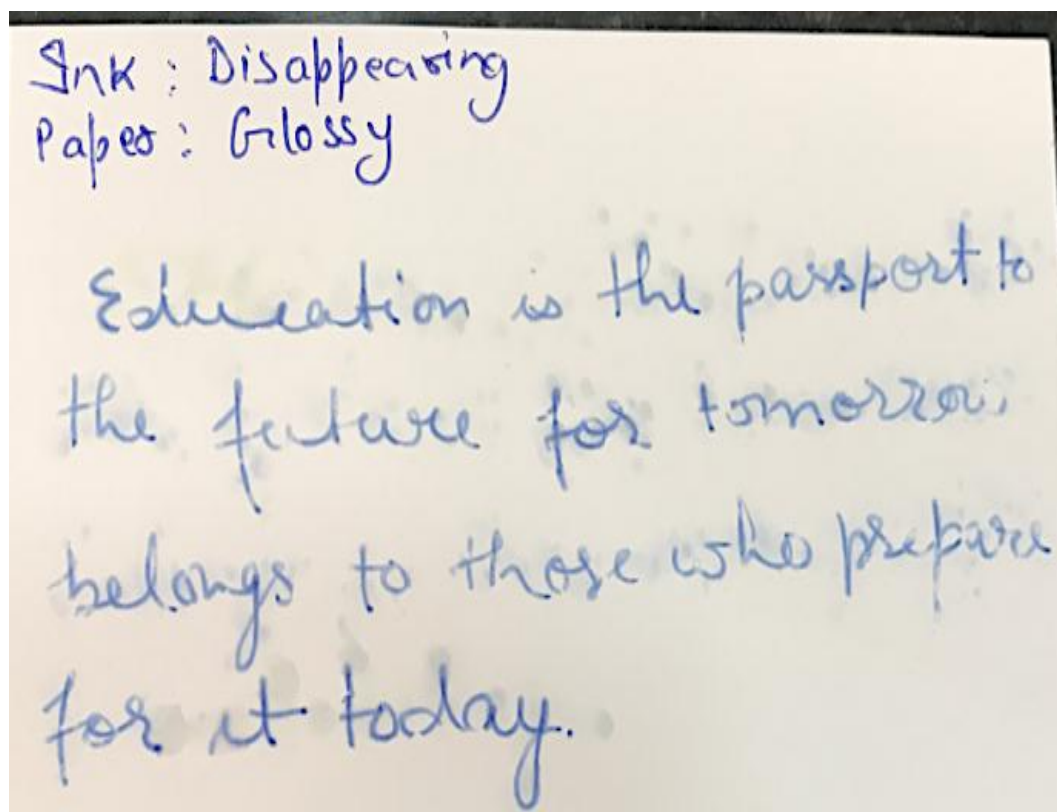 Ink : Disappearing
Paper : Glossy
Education is the passport to
the future for tomorrow
belongs to those who prepare
for it today.